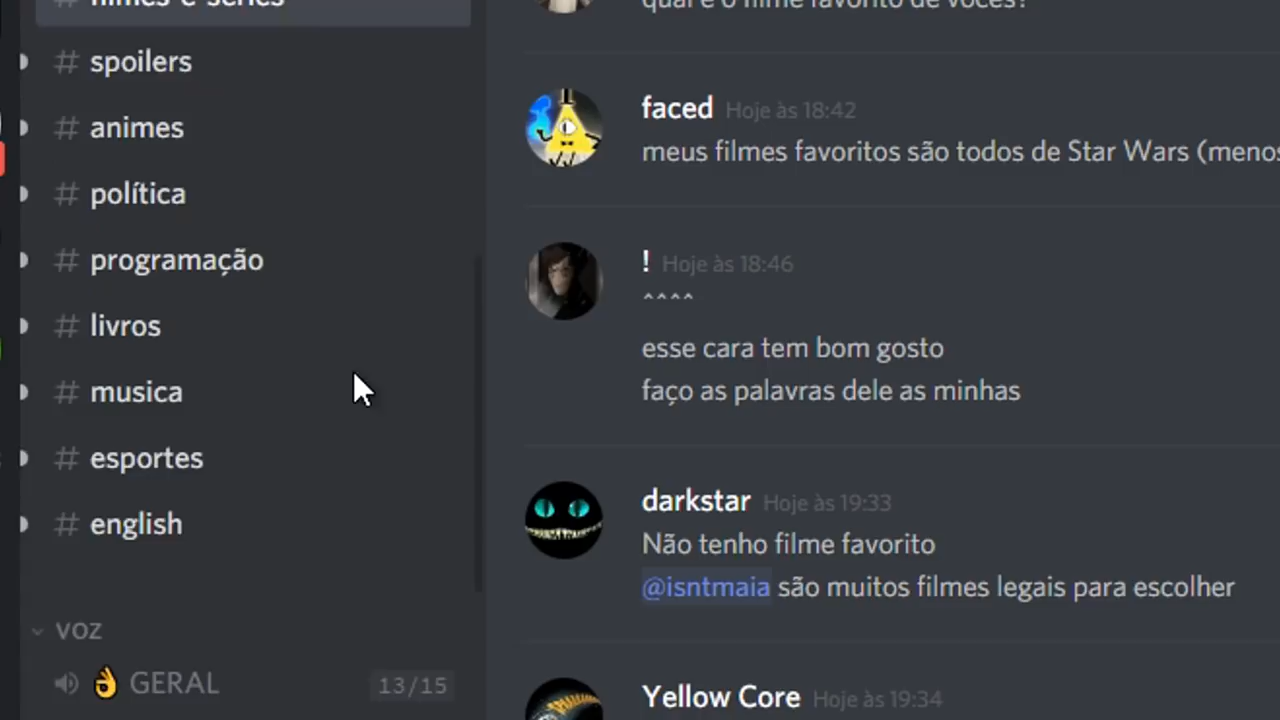 # filmes-e-series
# spoilers
# animes
# política
# programação
# livros
# musica
# esportes
# english
VOZ
👌 GERAL 13/15
qual é o filme favorito de vocês?
faced Hoje às 18:42
meus filmes favoritos são todos de Star Wars (menos
! Hoje às 18:46
^^^^
esse cara tem bom gosto
faço as palavras dele as minhas
darkstar Hoje às 19:33
Não tenho filme favorito
@isntmaia são muitos filmes legais para escolher
Yellow Core Hoje às 19:34